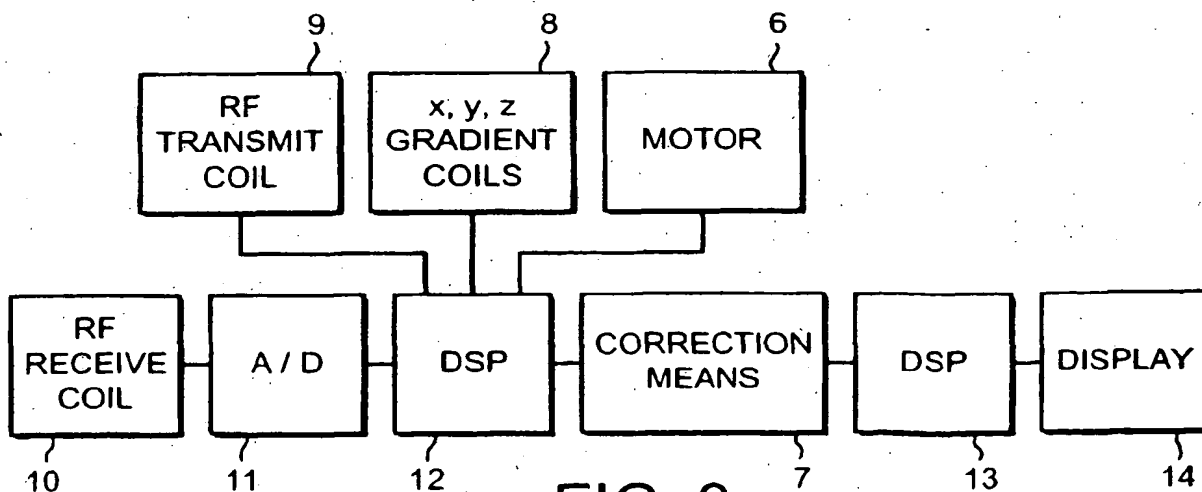 9
8
6
RF
TRANSMIT
COIL
x, y, z
GRADIENT
COILS
MOTOR
RF
RECEIVE
COIL
A / D
DSP
CORRECTION
MEANS
DSP
DISPLAY
10
11
12
7
13
14